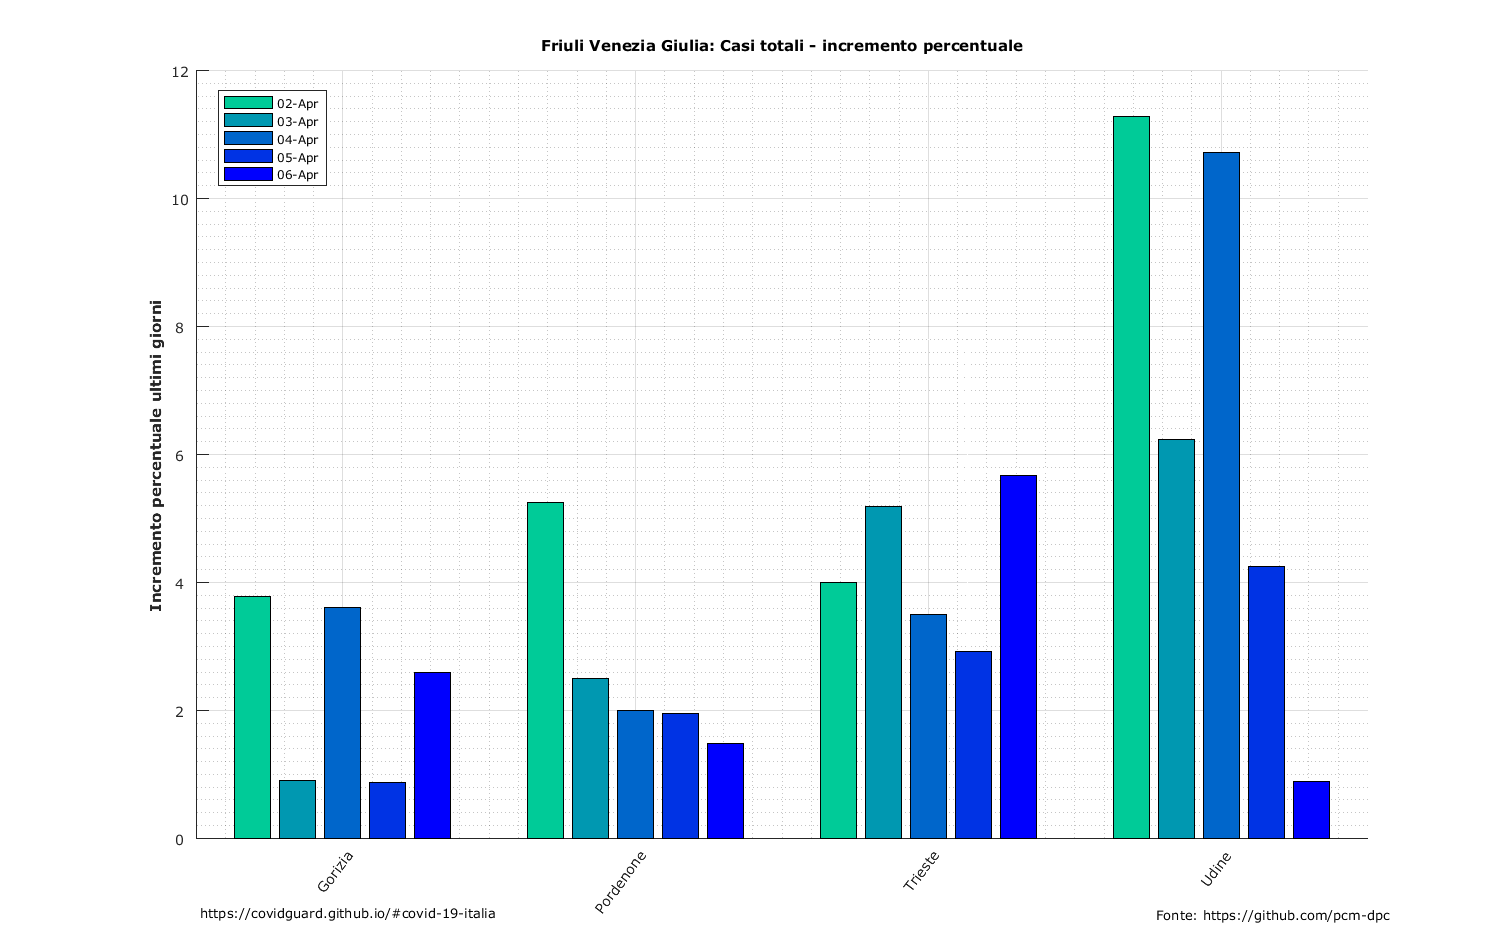 Friuli Venezia Giulia: Casi totali - incremento percentuale
12
10
8
6
4
2
0
Incremento percentuale ultimi giorni
02-Apr
03-Apr
04-Apr
05-Apr
06-Apr
Gorizia
Pordenone
Trieste
Udine
https://covidguard.github.io/#covid-19-italia
Fonte: https://github.com/pcm-dpc